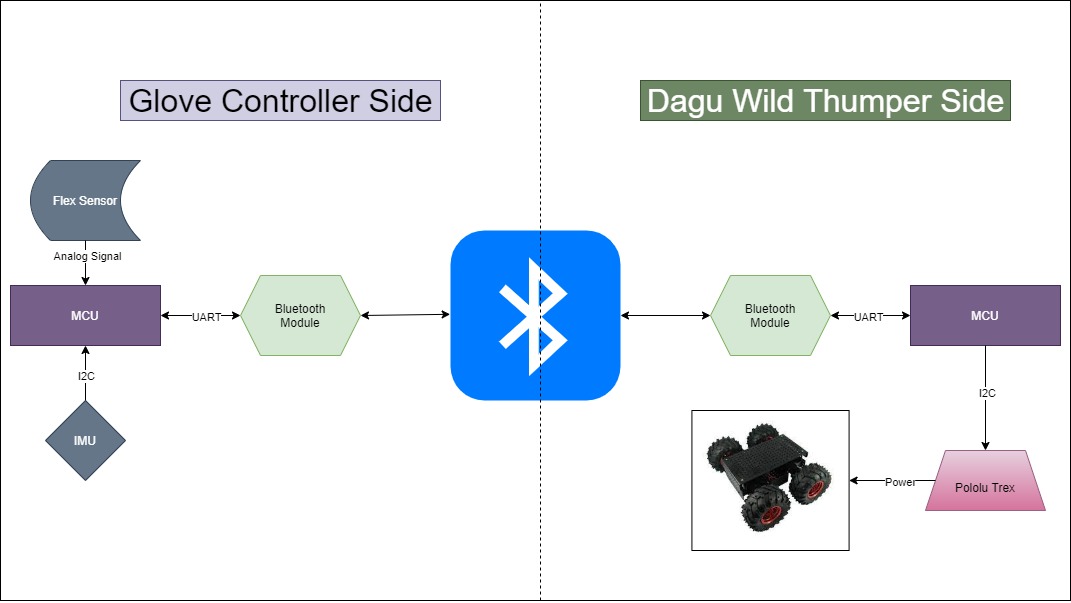 Glove Controller Side
Dagu Wild Thumper Side
Flex Sensor
Analog Signal
MCU
UART
Bluetooth
Module
Bluetooth
Module
UART
MCU
I2C
IMU
I2C
Pololu Trex
Power